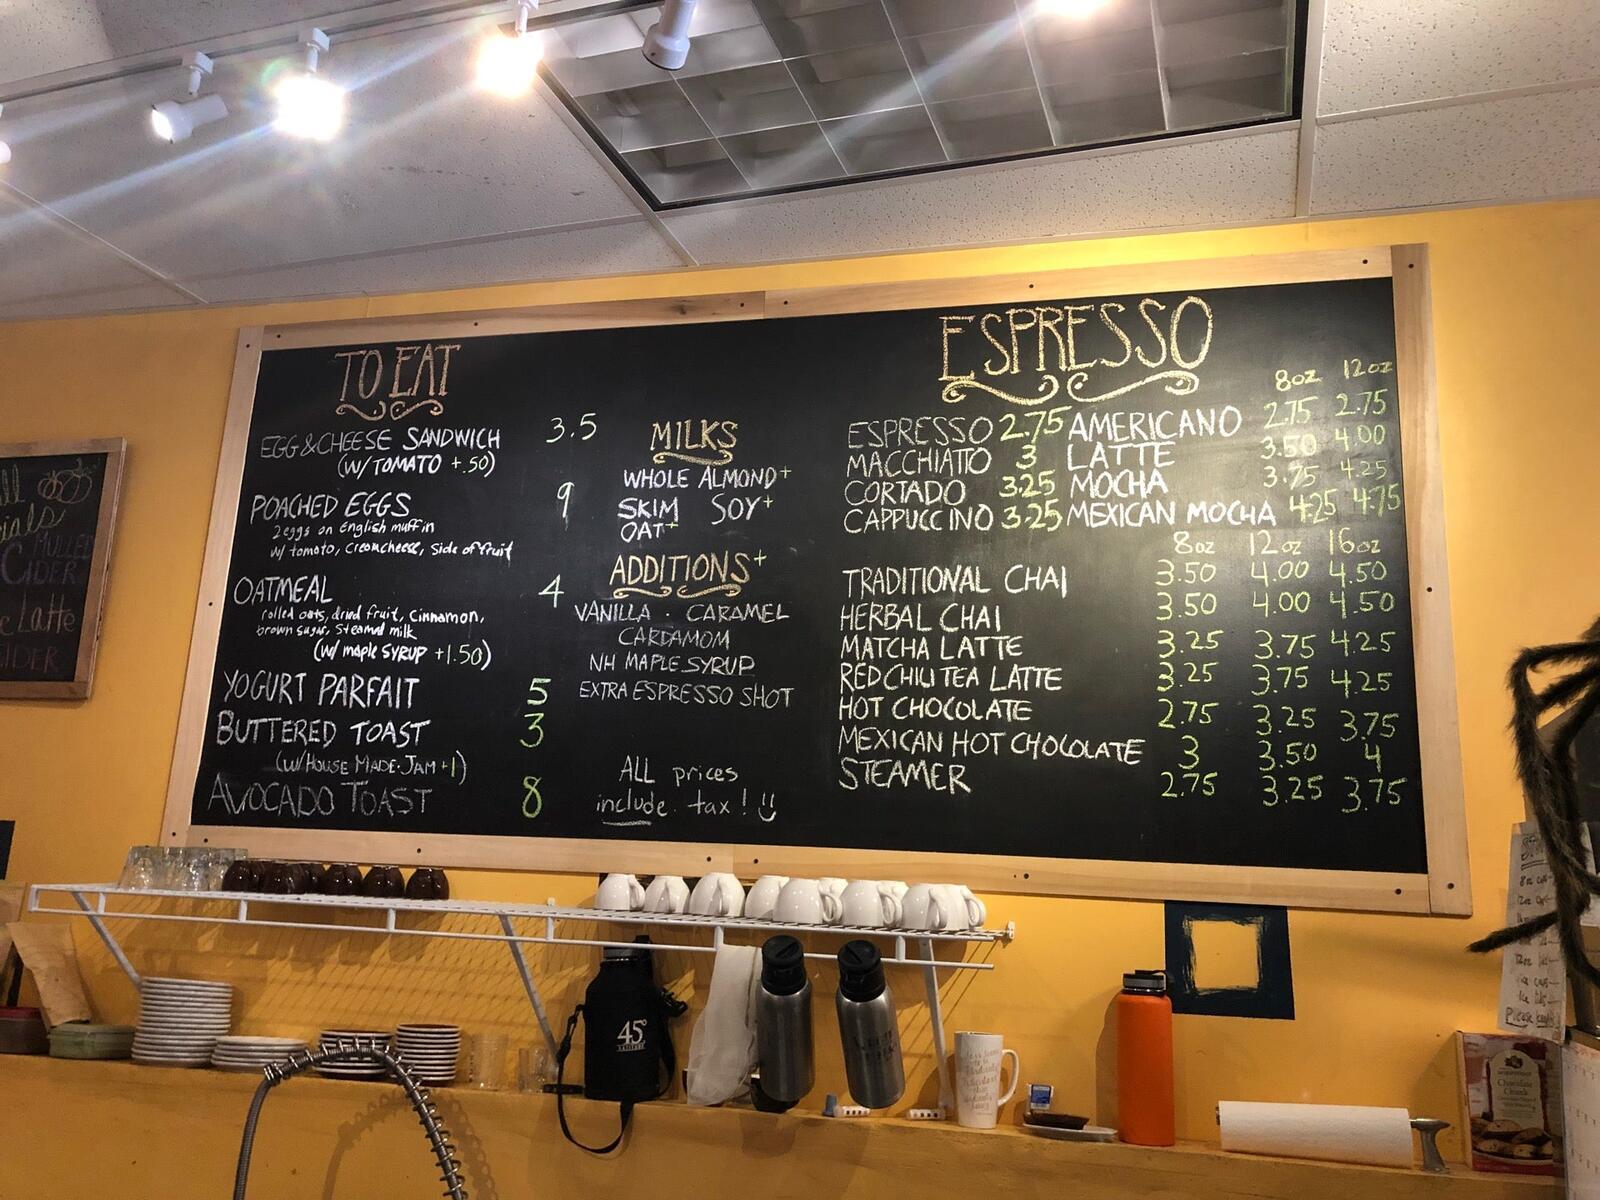 TO EAT
EGG & CHEESE SANDWICH 3.5
(W/ TOMATO +.50)
POACHED EGGS 9
2 eggs on English muffin
w/ tomato, creamcheese, side of fruit
OATMEAL 4
rolled oats, dried fruit, cinnamon,
brown sugar, steamed milk
(w/ maple SYRUP +1.50)
YOGURT PARFAIT 5
BUTTERED TOAST 3
(W/ HOUSE MADE JAM +1)
AVOCADO TOAST 8
MILKS
WHOLE ALMOND+
SKIM SOY+
OAT+
ADDITIONS+
VANILLA · CARAMEL
CARDAMOM
NH MAPLE SYRUP
EXTRA ESPRESSO SHOT
ALL prices
include tax!
ESPRESSO
8oz 12oz
ESPRESSO 2.75 AMERICANO 2.75 2.75
MACCHIATTO 3 LATTE 3.50 4.00
CORTADO 3.25 MOCHA 3.75 4.25
CAPPUCCINO 3.25 MEXICAN MOCHA 4.25 4.75
8oz 12oz 16oz
TRADITIONAL CHAI 3.50 4.00 4.50
HERBAL CHAI 3.50 4.00 4.50
MATCHA LATTE 3.25 3.75 4.25
RED CHILI TEA LATTE 3.25 3.75 4.25
HOT CHOCOLATE 2.75 3.25 3.75
MEXICAN HOT CHOCOLATE 3 3.50 4
STEAMER 2.75 3.25 3.75
MULLED
CIDER
Latte
CIDER
45°
Chocolate
Chunk
Please